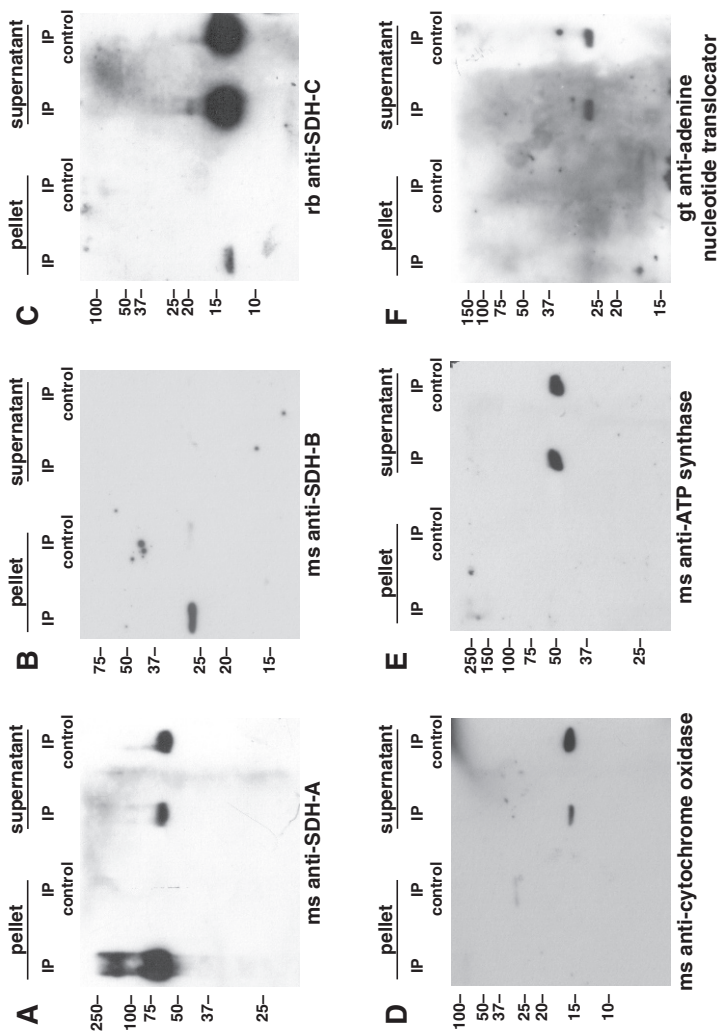 A
pellet supernatant
IP IP control IP IP control
250–
100–
75–
50–
37–
25–
ms anti-SDH-A
B
pellet supernatant
IP IP control IP IP control
75–
50–
37–
25–
20–
15–
ms anti-SDH-B
C
pellet supernatant
IP IP control IP IP control
100–
50–
37–
25–
20–
15–
10–
rb anti-SDH-C
D
pellet supernatant
IP IP control IP IP control
100–
50–
37–
25–
20–
15–
10–
ms anti-cytochrome oxidase
E
pellet supernatant
IP IP control IP IP control
250–
150–
100–
75–
50–
37–
25–
ms anti-ATP synthase
F
pellet supernatant
IP IP control IP IP control
150–
100–
75–
50–
37–
25–
20–
15–
gt anti-adenine
nucleotide translocator